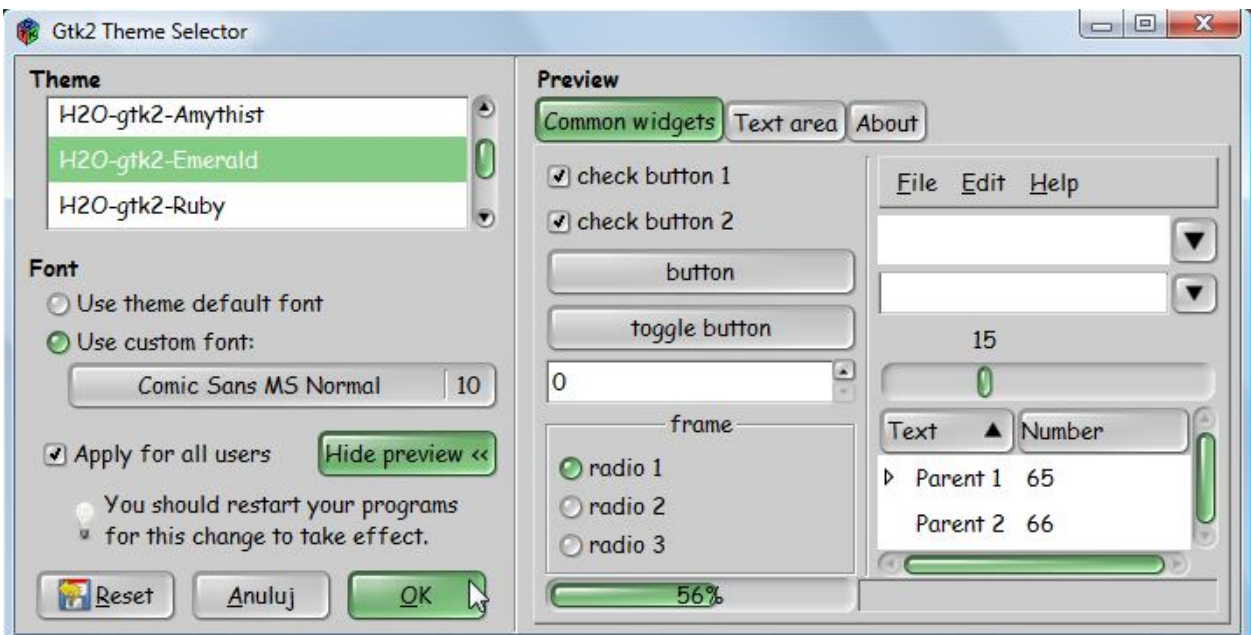 Gtk2 Theme Selector
Theme
H2O-gtk2-Amythist
H2O-gtk2-Emerald
H2O-gtk2-Ruby
Font
Use theme default font
Use custom font:
Comic Sans MS Normal 10
Apply for all users
Hide preview <<
You should restart your programs
for this change to take effect.
Reset Anuluj OK
Preview
Common widgets Text area About
check button 1
check button 2
button
toggle button
0
frame
radio 1
radio 2
radio 3
56%
File Edit Help
15
Text Number
Parent 1 65
Parent 2 66